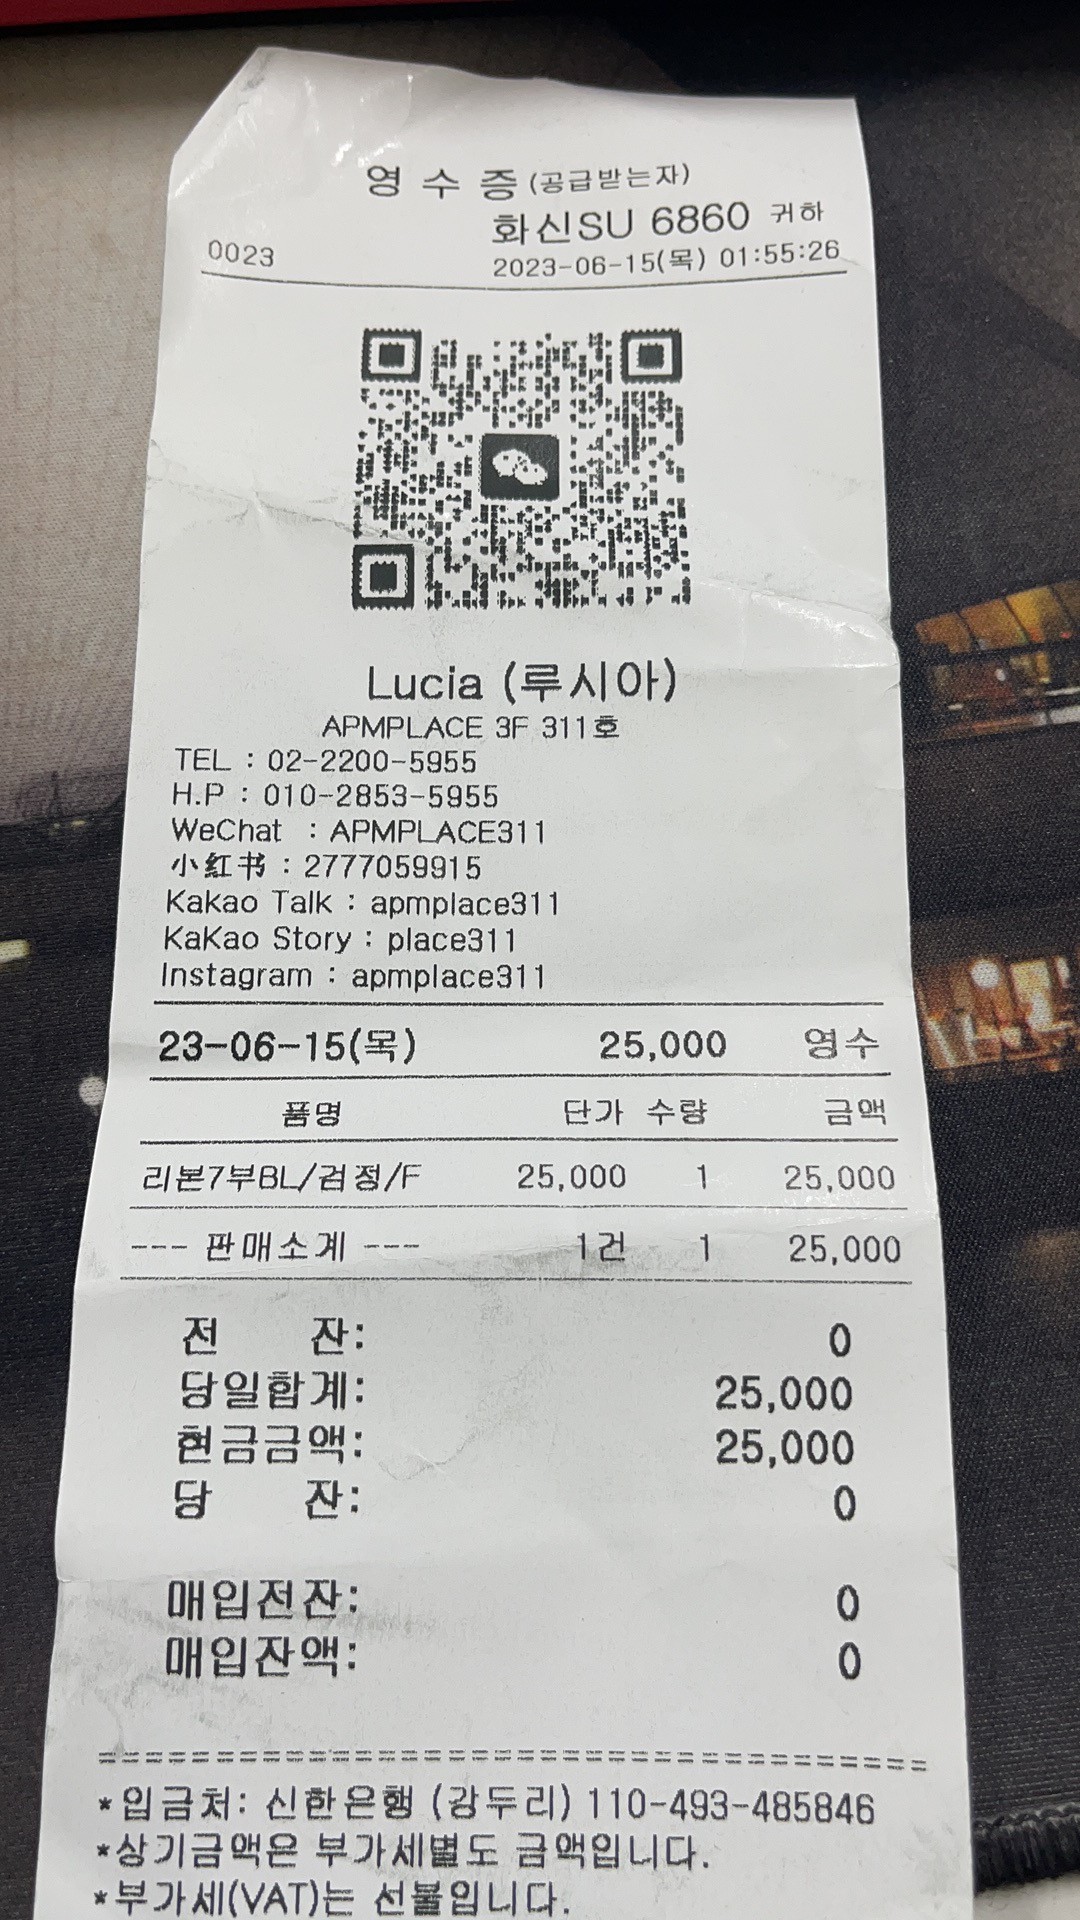 영 수 증 (공급받는자)
화신SU 6860 귀하
0023 2023-06-15(목) 01:55:26
Lucia (루시아)
APMPLACE 3F 311호
TEL : 02-2200-5955
H.P : 010-2853-5955
WeChat : APMPLACE311
小紅书 : 2777059915
Kakao Talk : apmplace311
KaKao Story : place311
Instagram : apmplace311
23-06-15(목) 25,000 영수
품명 단가 수량 금액
리본7부BL/검정/F 25,000 1 25,000
--- 판매소계 --- 1건 1 25,000
전 잔: 0
당일합계: 25,000
현금금액: 25,000
당 잔: 0
매입전잔: 0
매입잔액: 0
=====================================
*입금처: 신한은행 (강두리) 110-493-485846
*상기금액은 부가세별도 금액입니다.
*부가세(VAT)는 선불입니다.